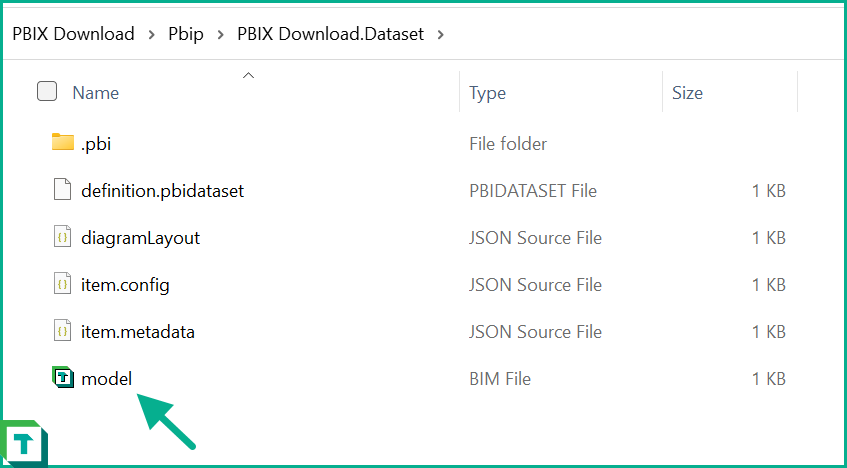 PBIX Download > Pbip > PBIX Download.Dataset >
Name Type Size
.pbi File folder
definition.pbidataset PBIDATASET File 1 KB
diagramLayout JSON Source File 1 KB
item.config JSON Source File 1 KB
item.metadata JSON Source File 1 KB
model BIM File 1 KB